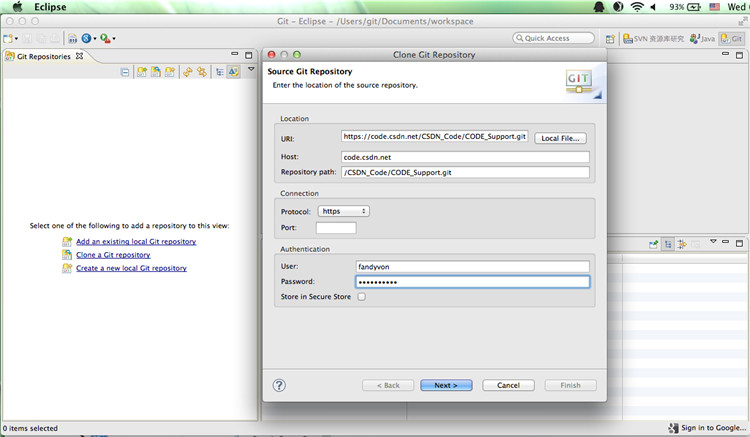 Eclipse
93%
Wed
Git - Eclipse - /Users/git/Documents/workspace
Quick Access
SVN 资源库研究
Java
Git
Git Repositories
Select one of the following to add a repository to this view:
Add an existing local Git repository
Clone a Git repository
Create a new local Git repository
Clone Git Repository
Source Git Repository
Enter the location of the source repository.
GIT
Location
URI: https://code.csdn.net/CSDN_Code/CODE_Support.git Local File...
Host: code.csdn.net
Repository path: /CSDN_Code/CODE_Support.git
Connection
Protocol: https
Port:
Authentication
User: fandyvon
Password: ••••••••••
Store in Secure Store
? < Back Next > Cancel Finish
0 items selected
Sign in to Google...